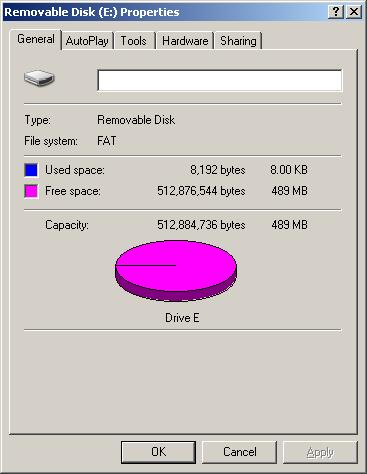 Removable Disk (E:) Properties
General AutoPlay Tools Hardware Sharing
Type: Removable Disk
File system: FAT
Used space: 8,192 bytes 8.00 KB
Free space: 512,876,544 bytes 489 MB
Capacity: 512,884,736 bytes 489 MB
Drive E
OK Cancel Apply